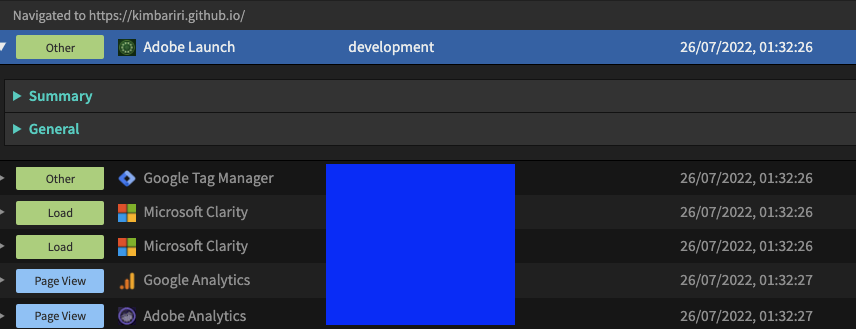 Navigated to https://kimbariri.github.io/
Other Adobe Launch development 26/07/2022, 01:32:26
Summary
General
Other Google Tag Manager 26/07/2022, 01:32:26
Load Microsoft Clarity 26/07/2022, 01:32:26
Load Microsoft Clarity 26/07/2022, 01:32:26
Page View Google Analytics 26/07/2022, 01:32:27
Page View Adobe Analytics 26/07/2022, 01:32:27